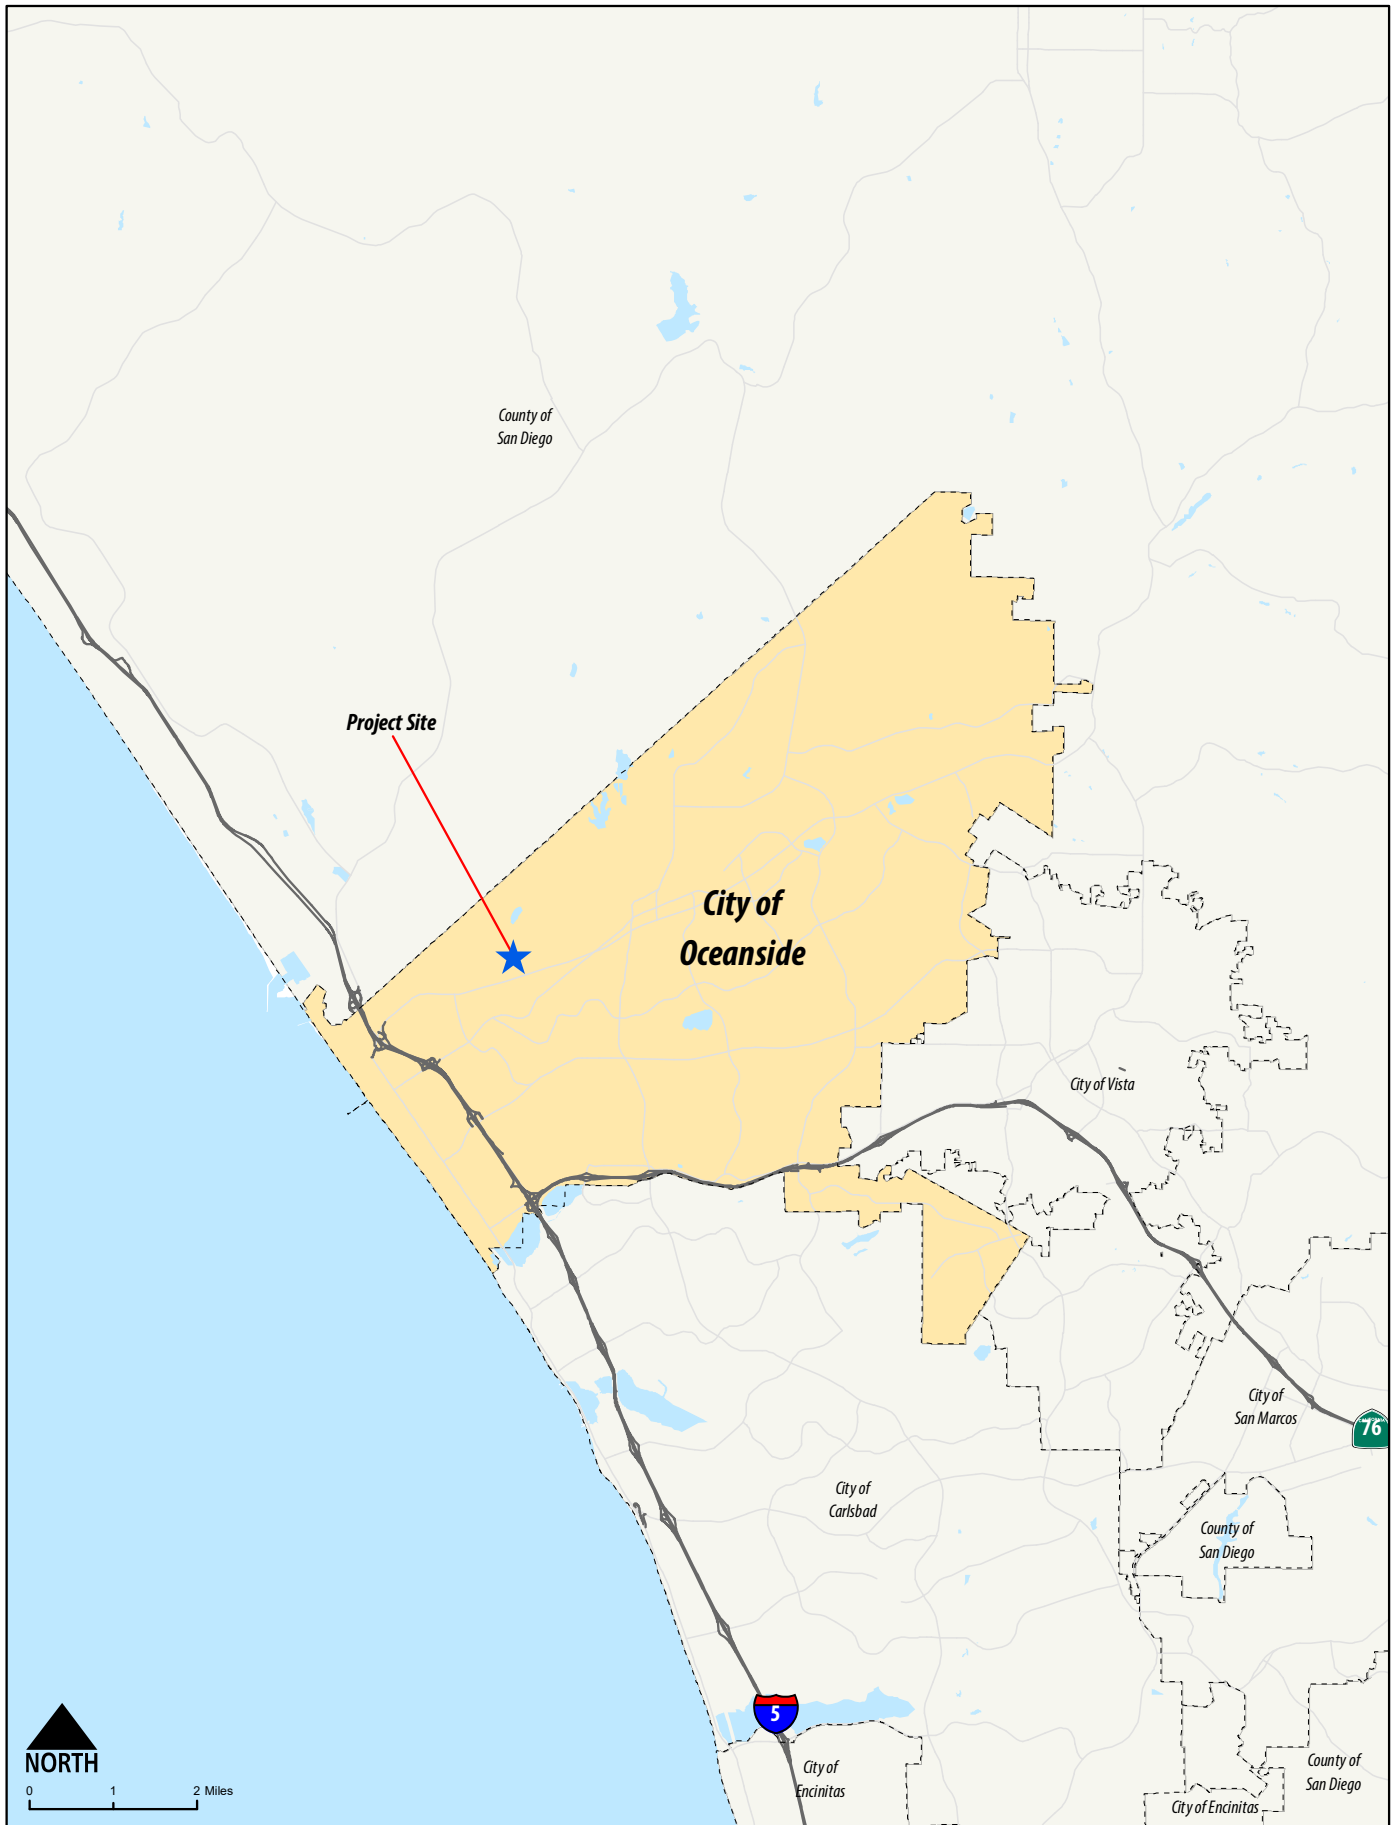 County of
San Diego
Project Site
City of
Oceanside
City of Vista
City of
San Marcos
CALIFORNIA
76
City of
Carlsbad
County of
San Diego
5
NORTH
0 1 2 Miles
City of
Encinitas
County of
San Diego
City of Encinitas